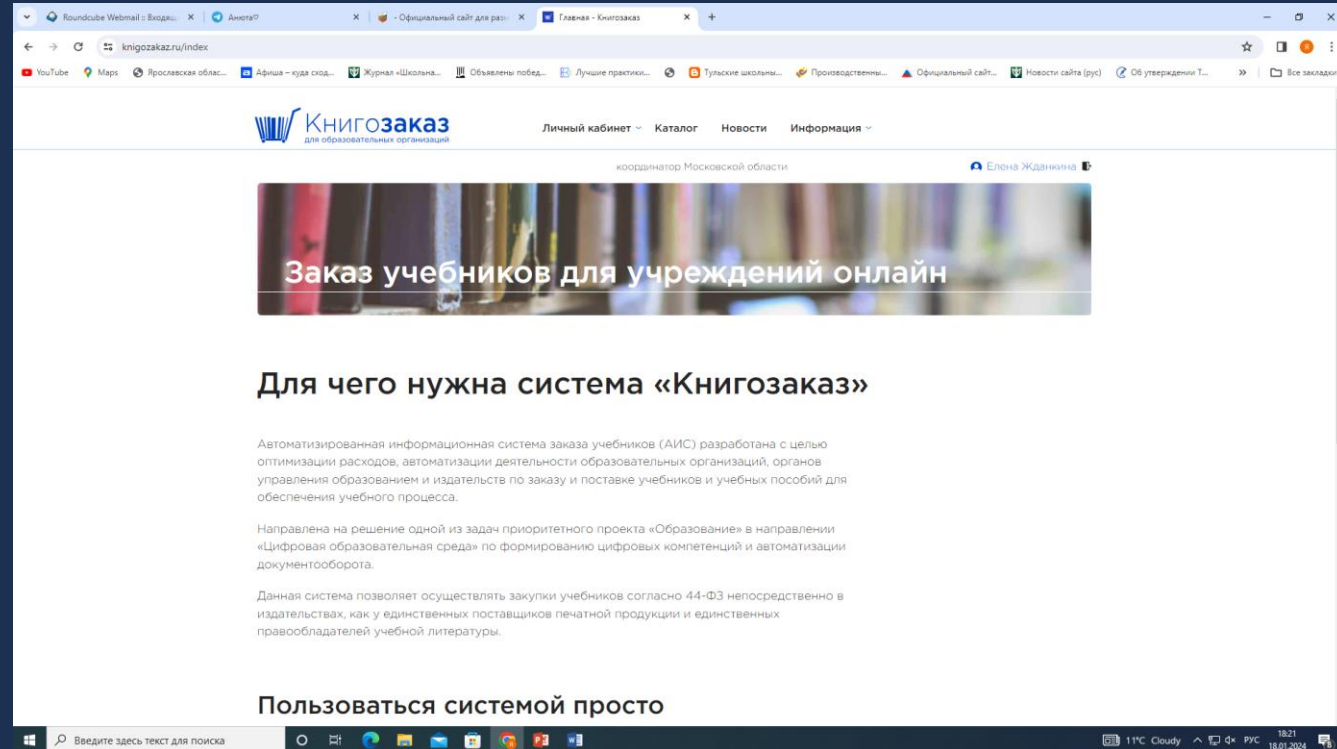 Roundcube Webmail :: Входящ...
Анюта♡
- Официальный сайт для разм
Главная - Книгозаказ
knigozakaz.ru/index
YouTube
Maps
Ярославская облас...
Афиша – куда сход...
Журнал «Школьна...
Объявлены побед...
Лучшие практики...
Тульские школьны...
Производственны...
Официальный сайт...
Новости сайта (рус)
Об утверждении Т...
»
Все закладки
Книгозаказ
для образовательных организаций
Личный кабинет
Каталог
Новости
Информация
координатор Московской области
Елена Жданкина
Заказ учебников для учреждений онлайн
Для чего нужна система «Книгозаказ»
Автоматизированная информационная система заказа учебников (АИС) разработана с целью
оптимизации расходов, автоматизации деятельности образовательных организаций, органов
управления образованием и издательств по заказу и поставке учебников и учебных пособий для
обеспечения учебного процесса.
Направлена на решение одной из задач приоритетного проекта «Образование» в направлении
«Цифровая образовательная среда» по формированию цифровых компетенций и автоматизации
документооборота.
Данная система позволяет осуществлять закупки учебников согласно 44-ФЗ непосредственно в
издательствах, как у единственных поставщиков печатной продукции и единственных
правообладателей учебной литературы.
Пользоваться системой просто
Введите здесь текст для поиска
11°C Cloudy
РУС
18:21
18.01.2024